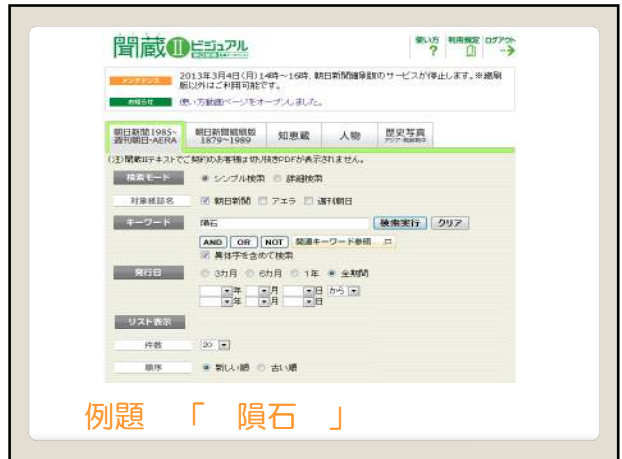 聞蔵Ⅱビジュアル
使い方 利用規定 ログアウト
メンテナンス 2013年3月4日(月)14時～16時、朝日新聞縮刷版のサービスが停止します。※縮刷
版以外はご利用可能です。
お知らせ 使い方動画ページをオープンしました。
朝日新聞1985～ 朝日新聞縮刷版 知恵蔵 人物 歴史写真
週刊朝日・AERA 1879～1989
(注)聞蔵Ⅱテキストでご契約のお客様は切り抜きPDFが表示されません。
検索モード シンプル検索 詳細検索
対象紙誌名 朝日新聞 アエラ 週刊朝日
キーワード 隕石 検索実行 クリア
AND OR NOT 関連キーワード参照
異体字を含めて検索
発行日 3カ月 6カ月 1年 全期間
年 月 日 から
年 月 日
リスト表示
件数 20
順序 新しい順 古い順
例題 「 隕石 」